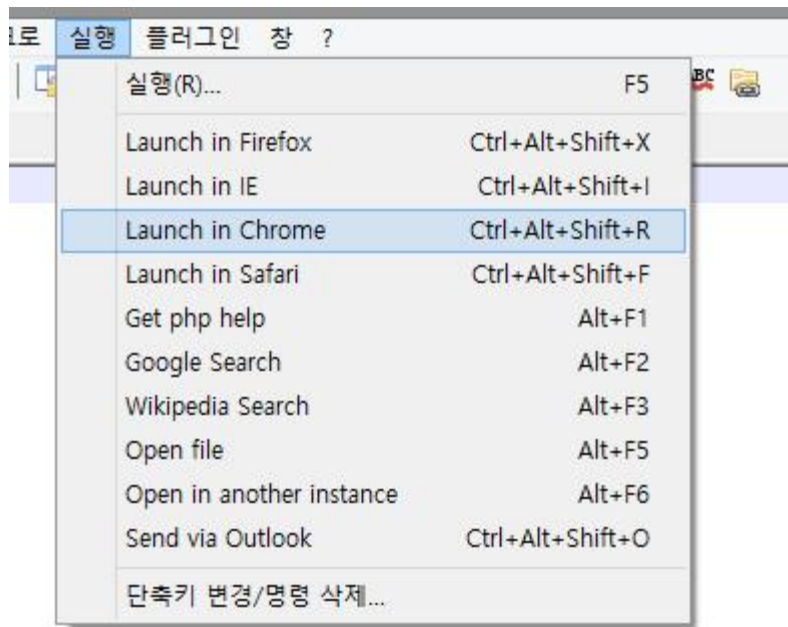 로 실행 플러그인 창 ?
ABC
실행(R)... F5
Launch in Firefox Ctrl+Alt+Shift+X
Launch in IE Ctrl+Alt+Shift+I
Launch in Chrome Ctrl+Alt+Shift+R
Launch in Safari Ctrl+Alt+Shift+F
Get php help Alt+F1
Google Search Alt+F2
Wikipedia Search Alt+F3
Open file Alt+F5
Open in another instance Alt+F6
Send via Outlook Ctrl+Alt+Shift+O
단축키 변경/명령 삭제...